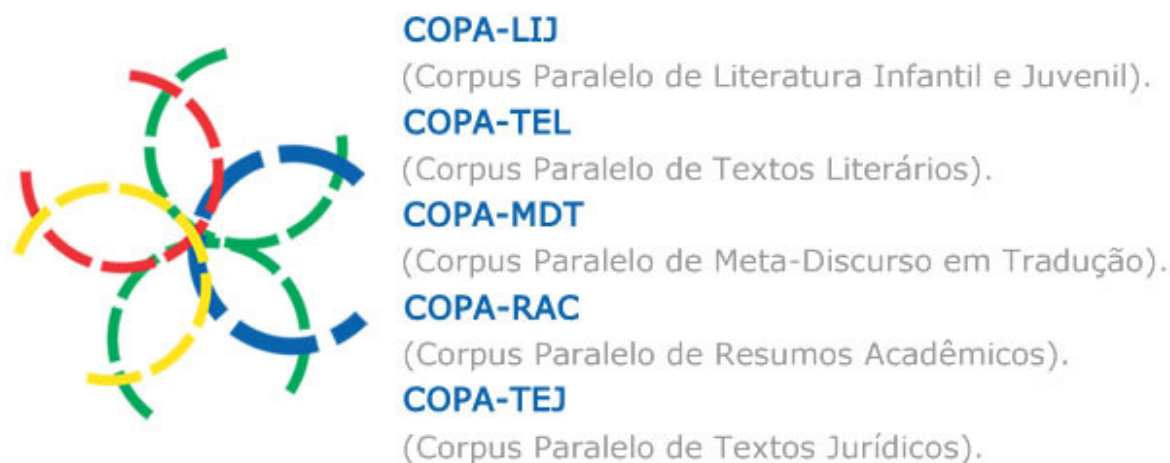 COPA-LIJ
(Corpus Paralelo de Literatura Infantil e Juvenil).
COPA-TEL
(Corpus Paralelo de Textos Literários).
COPA-MDT
(Corpus Paralelo de Meta-Discurso em Tradução).
COPA-RAC
(Corpus Paralelo de Resumos Acadêmicos).
COPA-TEJ
(Corpus Paralelo de Textos Jurídicos).